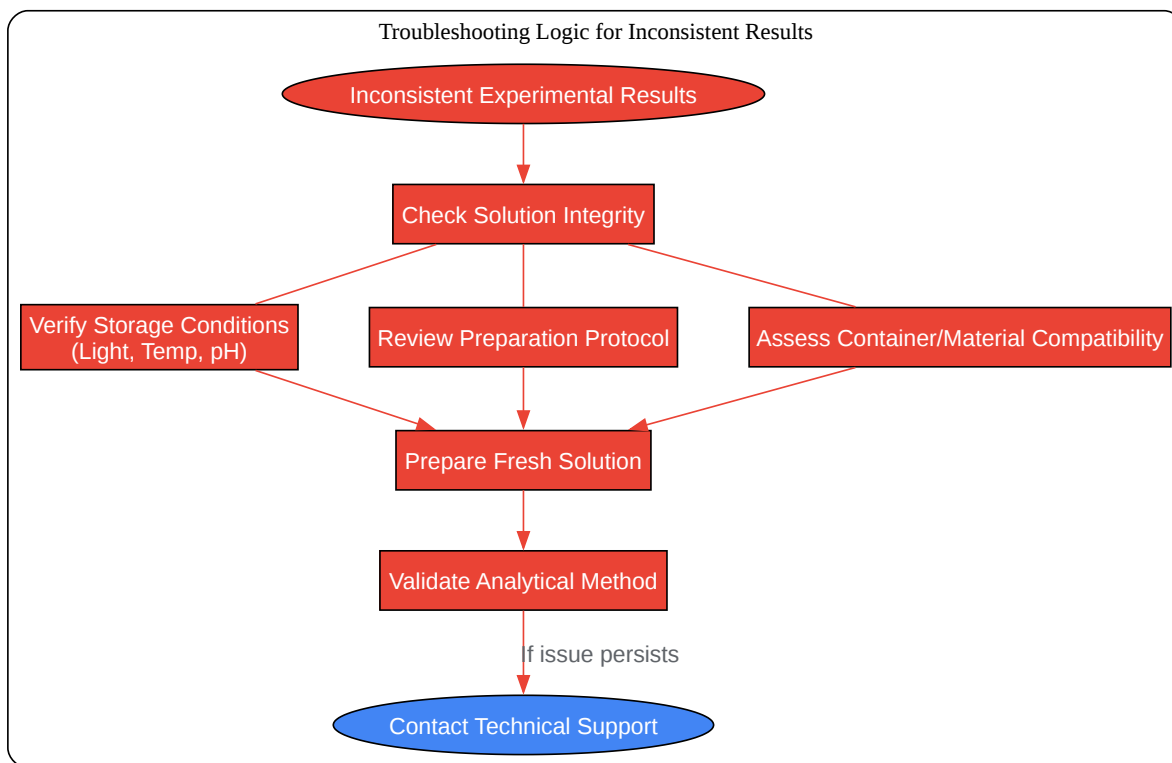 Troubleshooting Logic for Inconsistent Results
Inconsistent Experimental Results
Check Solution Integrity
Verify Storage Conditions
(Light, Temp, pH)
Review Preparation Protocol
Assess Container/Material Compatibility
Prepare Fresh Solution
Validate Analytical Method
If issue persists
Contact Technical Support